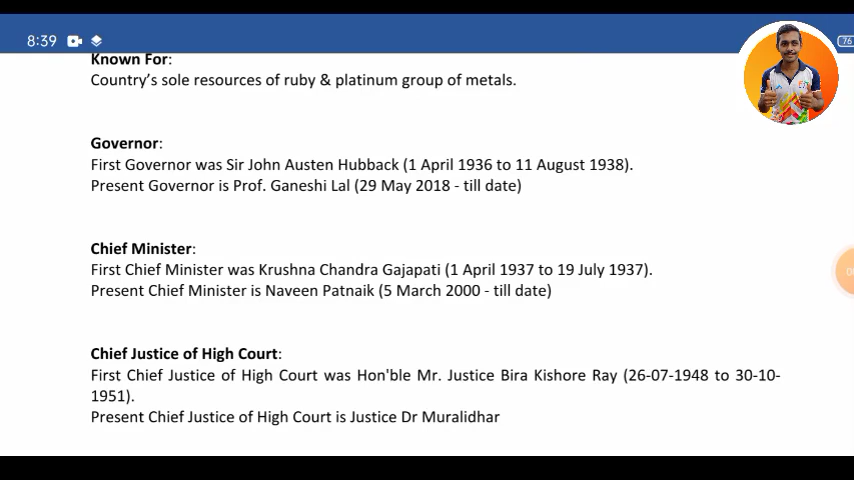 8:39
76
Known For:
Country's sole resources of ruby & platinum group of metals.
Governor:
First Governor was Sir John Austen Hubback (1 April 1936 to 11 August 1938).
Present Governor is Prof. Ganeshi Lal (29 May 2018 - till date)
Chief Minister:
First Chief Minister was Krushna Chandra Gajapati (1 April 1937 to 19 July 1937).
Present Chief Minister is Naveen Patnaik (5 March 2000 - till date)
Chief Justice of High Court:
First Chief Justice of High Court was Hon'ble Mr. Justice Bira Kishore Ray (26-07-1948 to 30-10-
1951).
Present Chief Justice of High Court is Justice Dr Muralidhar